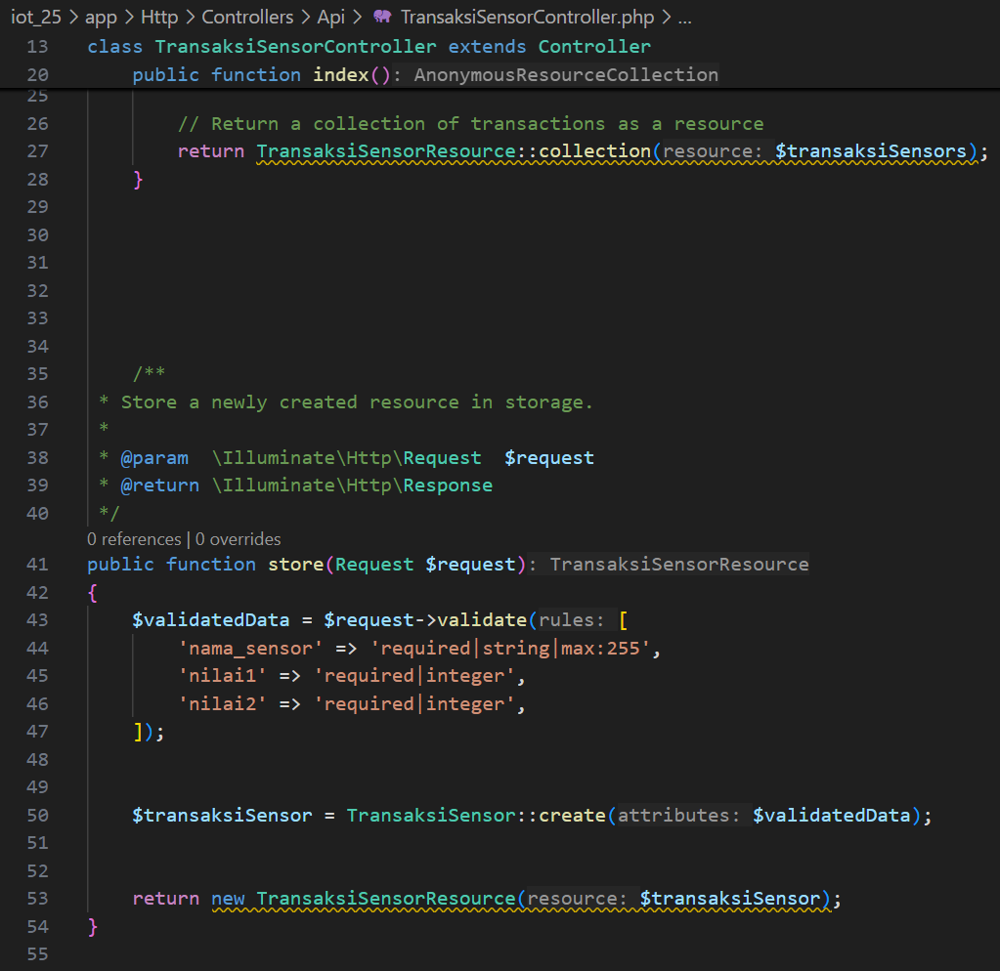 iot_25 > app > Http > Controllers > Api > TransaksiSensorController.php > ...
13 class TransaksiSensorController extends Controller
20 public function index(): AnonymousResourceCollection
25
26 // Return a collection of transactions as a resource
27 return TransaksiSensorResource::collection(resource: $transaksiSensors);
28 }
29
30
31
32
33
34
35 /**
36 * Store a newly created resource in storage.
37 *
38 * @param  \Illuminate\Http\Request  $request
39 * @return \Illuminate\Http\Response
40 */
0 references | 0 overrides
41 public function store(Request $request): TransaksiSensorResource
42 {
43 $validatedData = $request->validate(rules: [
44 'nama_sensor' => 'required|string|max:255',
45 'nilai1' => 'required|integer',
46 'nilai2' => 'required|integer',
47 ]);
48
49
50 $transaksiSensor = TransaksiSensor::create(attributes: $validatedData);
51
52
53 return new TransaksiSensorResource(resource: $transaksiSensor);
54 }
55